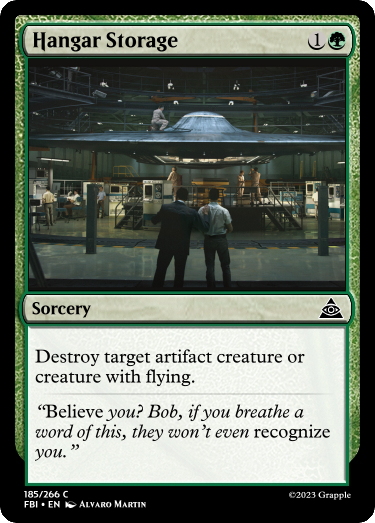 Hangar Storage 1
Sorcery
Destroy target artifact creature or
creature with flying.
“Believe you? Bob, if you breathe a
word of this, they won’t even recognize
you.”
185/266 C
FBI • EN Alvaro Martin
©2023 Grapple